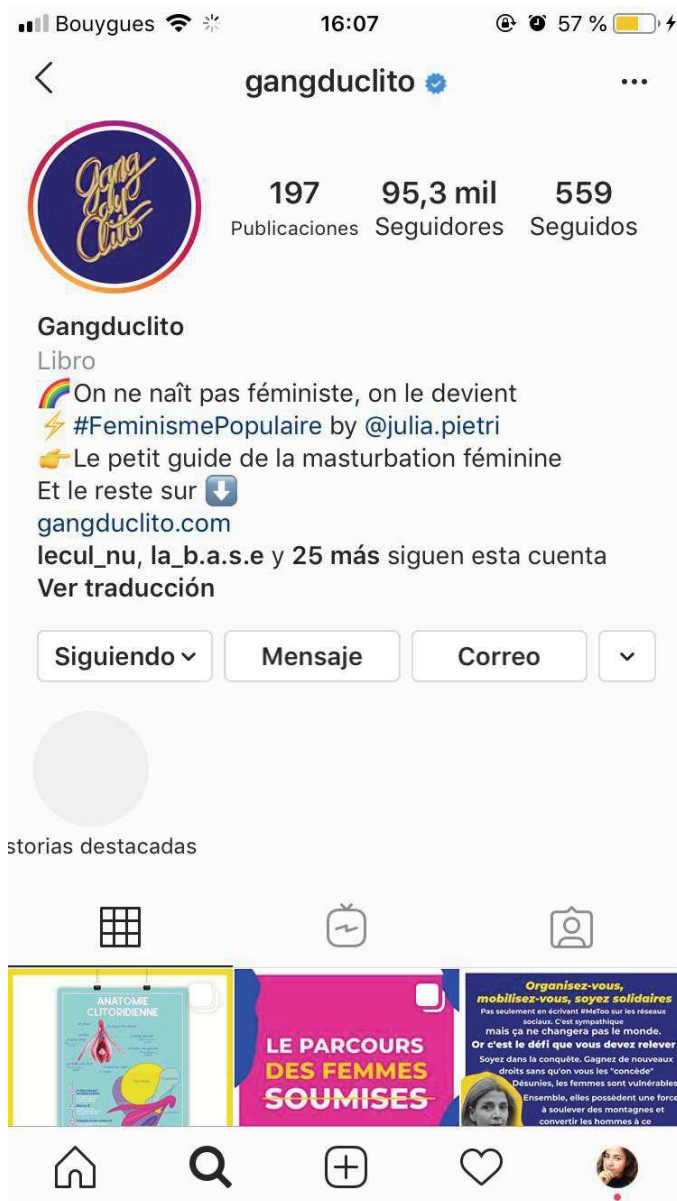 Bouygues 16:07 57 %
gangduclito
Gang
du
Clito
197 95,3 mil 559
Publicaciones Seguidores Seguidos
Gangduclito
Libro
🌈On ne naît pas féministe, on le devient
⚡ #FeminismePopulaire by @julia.pietri
👉Le petit guide de la masturbation féminine
Et le reste sur ⬇️
gangduclito.com
lecul_nu, la_b.a.s.e y 25 más siguen esta cuenta
Ver traducción
Siguiendo Mensaje Correo
storias destacadas
ANATOMIE
CLITORIDIENNE
LE PARCOURS
DES FEMMES
SOUMISES
Organisez-vous,
mobilisez-vous, soyez solidaires
Pas seulement en écrivant #MeToo sur les réseaux
sociaux. C'est sympathique
mais ça ne changera pas le monde.
Or c'est le défi que vous devez relever
Soyez dans la conquête. Gagnez de nouveaux
droits sans qu'on vous les "concède"
Désunies, les femmes sont vulnérables
Ensemble, elles possèdent une force
à soulever des montagnes et
convertir les hommes à ce